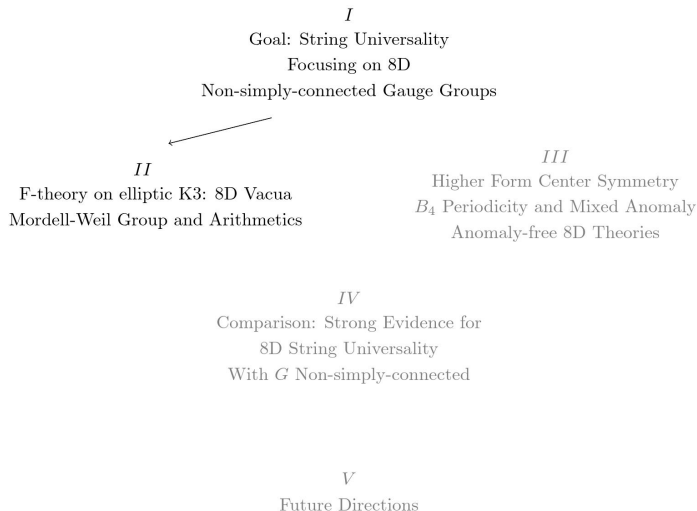 I
Goal: String Universality
Focusing on 8D
Non-simply-connected Gauge Groups
II
F-theory on elliptic K3: 8D Vacua
Mordell-Weil Group and Arithmetics
III
Higher Form Center Symmetry
B₄ Periodicity and Mixed Anomaly
Anomaly-free 8D Theories
IV
Comparison: Strong Evidence for
8D String Universality
With G Non-simply-connected
V
Future Directions